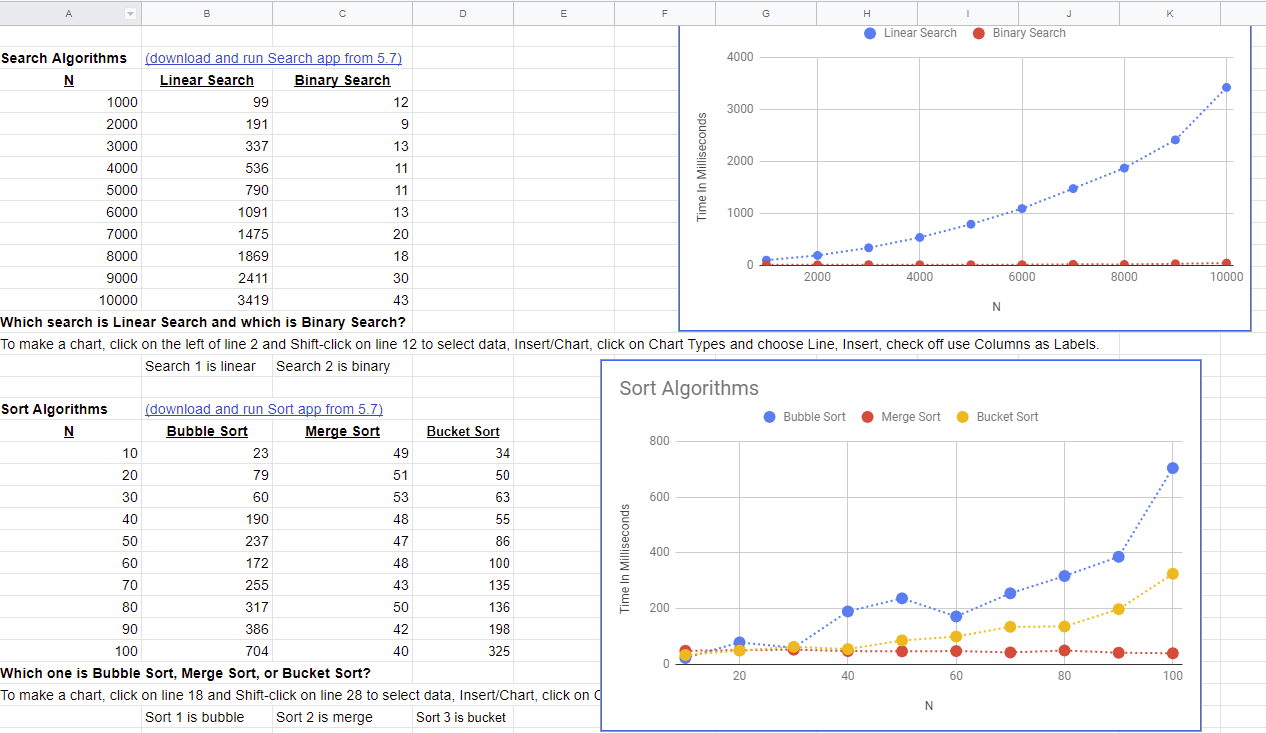 A B C D E F G H I J K
Search Algorithms (download and run Search app from 5.7)
N Linear Search Binary Search
1000 99 12
2000 191 9
3000 337 13
4000 536 11
5000 790 11
6000 1091 13
7000 1475 20
8000 1869 18
9000 2411 30
10000 3419 43
Which search is Linear Search and which is Binary Search?
To make a chart, click on the left of line 2 and Shift-click on line 12 to select data, Insert/Chart, click on Chart Types and choose Line, Insert, check off use Columns as Labels.
Search 1 is linear Search 2 is binary
Linear Search Binary Search
Time In Milliseconds
4000
3000
2000
1000
0
2000 4000 6000 8000 10000
N
Sort Algorithms (download and run Sort app from 5.7)
N Bubble Sort Merge Sort Bucket Sort
10 23 49 34
20 79 51 50
30 60 53 63
40 190 48 55
50 237 47 86
60 172 48 100
70 255 43 135
80 317 50 136
90 386 42 198
100 704 40 325
Which one is Bubble Sort, Merge Sort, or Bucket Sort?
To make a chart, click on line 18 and Shift-click on line 28 to select data, Insert/Chart, click on
Sort 1 is bubble Sort 2 is merge Sort 3 is bucket
Sort Algorithms
Bubble Sort Merge Sort Bucket Sort
Time In Milliseconds
800
600
400
200
0
20 40 60 80 100
N